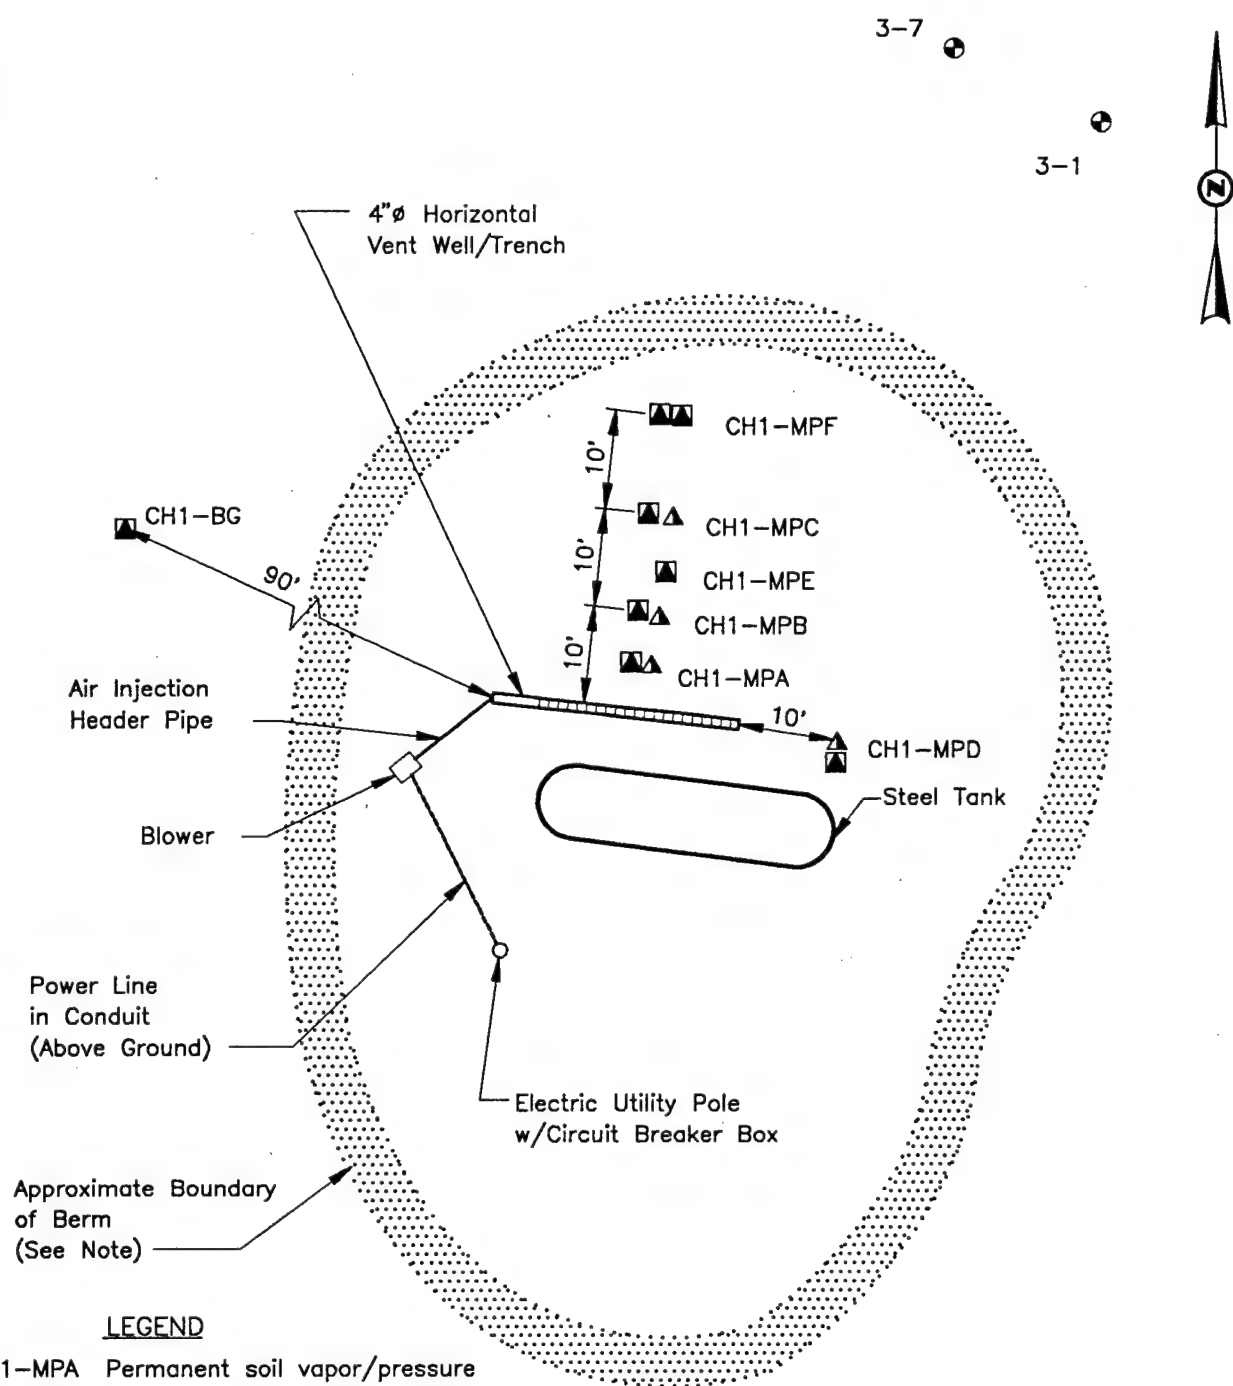 3-7
3-1
N
4"ø Horizontal
Vent Well/Trench
CH1-MPF
10'
CH1-BG
CH1-MPC
90'
10'
CH1-MPE
CH1-MPB
10'
CH1-MPA
Air Injection
Header Pipe
10'
CH1-MPD
Steel Tank
Blower
Power Line
in Conduit
(Above Ground)
Electric Utility Pole
w/Circuit Breaker Box
Approximate Boundary
of Berm
(See Note)
LEGEND
1-MPA Permanent soil vapor/pressure